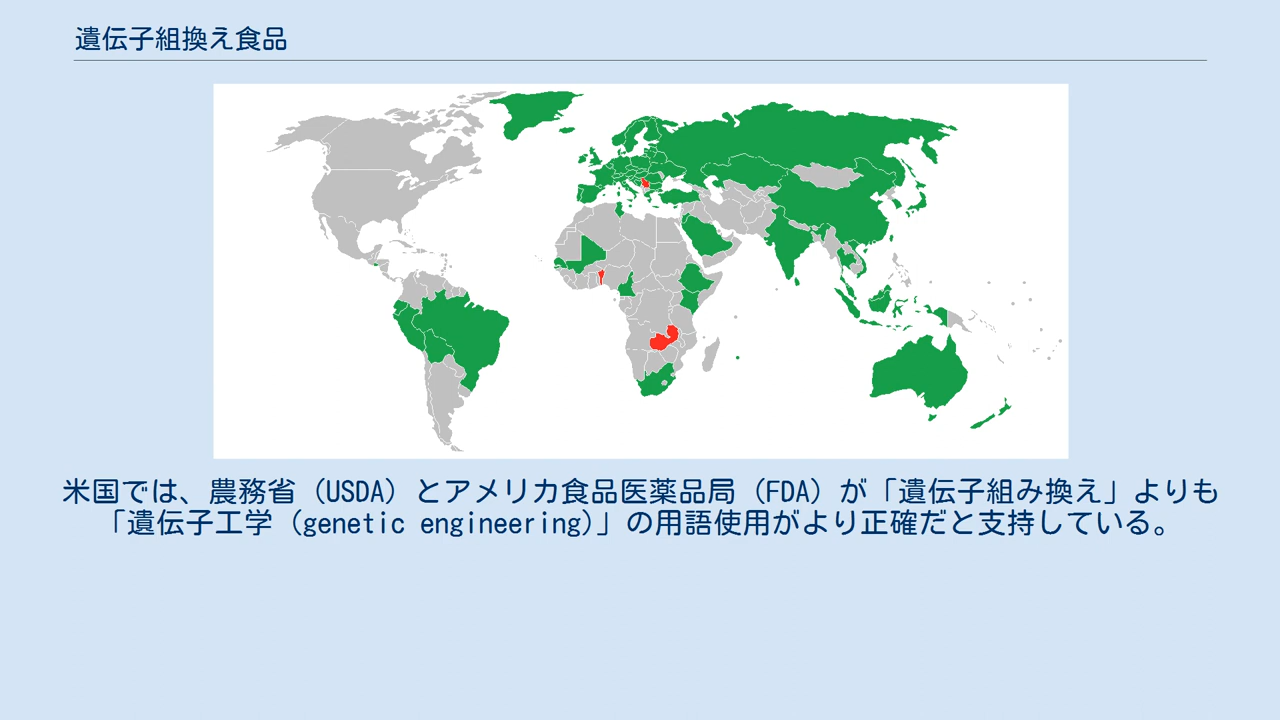 遺伝子組換え食品
米国では、農務省（USDA）とアメリカ食品医薬品局（FDA）が「遺伝子組み換え」よりも
「遺伝子工学（genetic engineering)」の用語使用がより正確だと支持している。